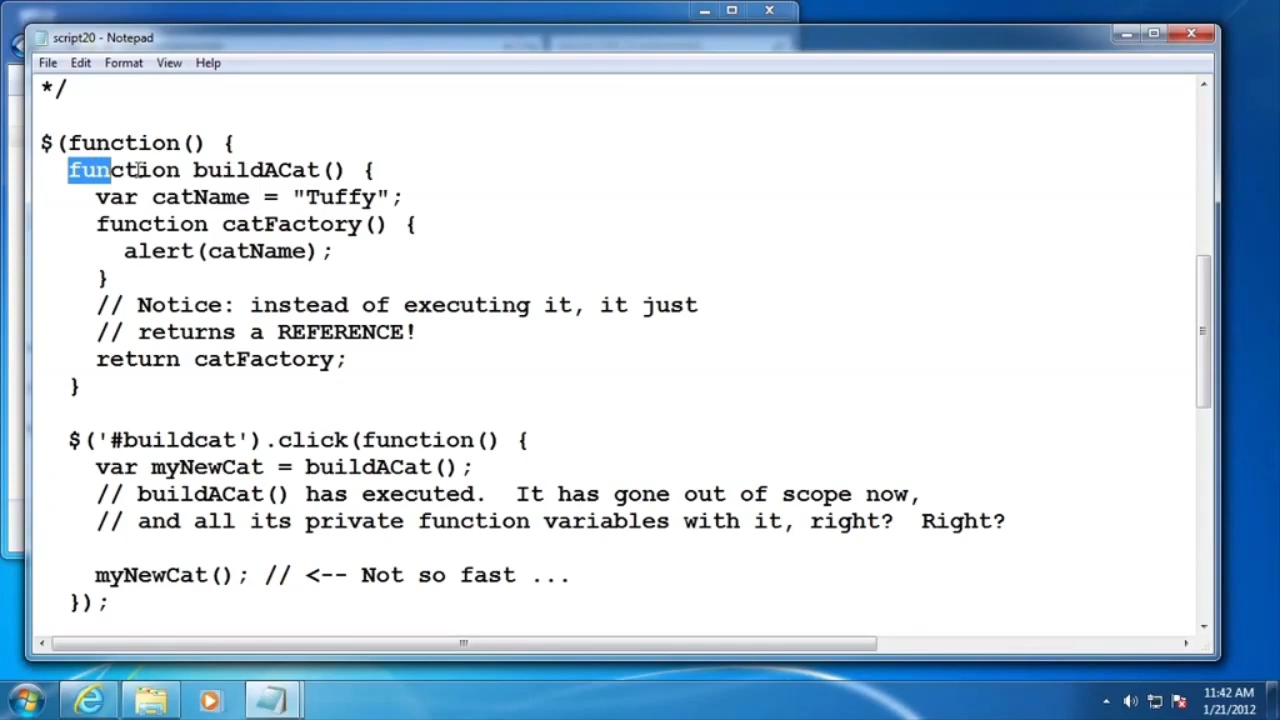 script20 - Notepad
File Edit Format View Help
*/
$(function() {
function buildACat() {
var catName = "Tuffy";
function catFactory() {
alert(catName);
}
// Notice: instead of executing it, it just
// returns a REFERENCE!
return catFactory;
}
$('#buildcat').click(function() {
var myNewCat = buildACat();
// buildACat() has executed. It has gone out of scope now,
// and all its private function variables with it, right? Right?
myNewCat(); // <-- Not so fast ...
});
11:42 AM
1/21/2012